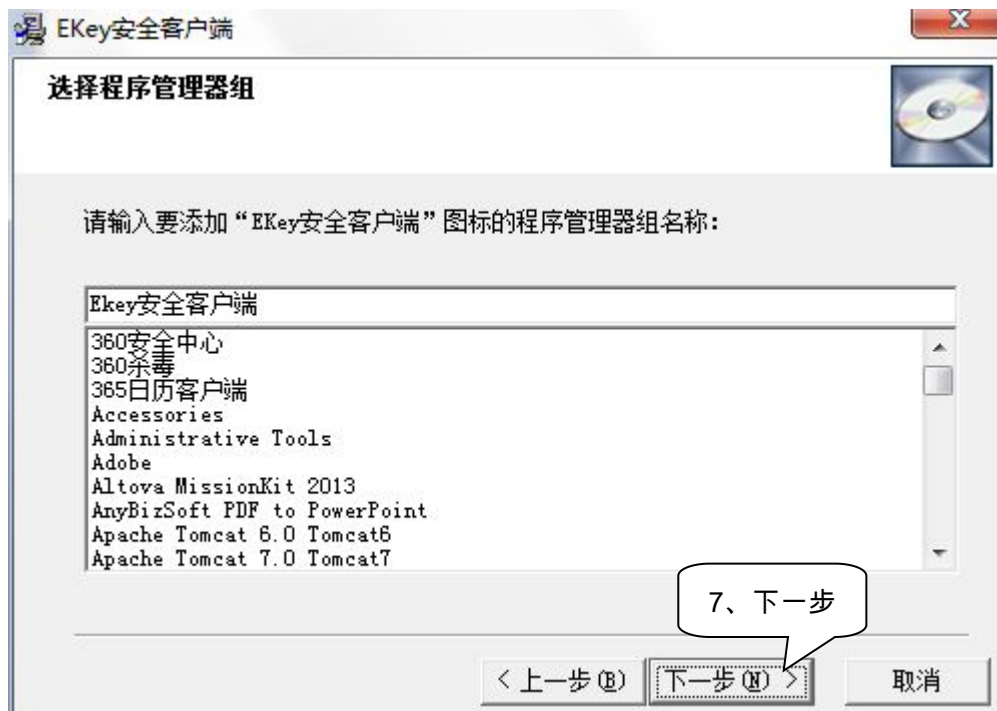 EKey安全客户端
选择程序管理器组
请输入要添加“EKey安全客户端”图标的程序管理器组名称：
Ekey安全客户端
360安全中心
360杀毒
365日历客户端
Accessories
Administrative Tools
Adobe
Altova MissionKit 2013
AnyBizSoft PDF to PowerPoint
Apache Tomcat 6.0 Tomcat6
Apache Tomcat 7.0 Tomcat7
7、下一步
< 上一步(B) 下一步(N) > 取消